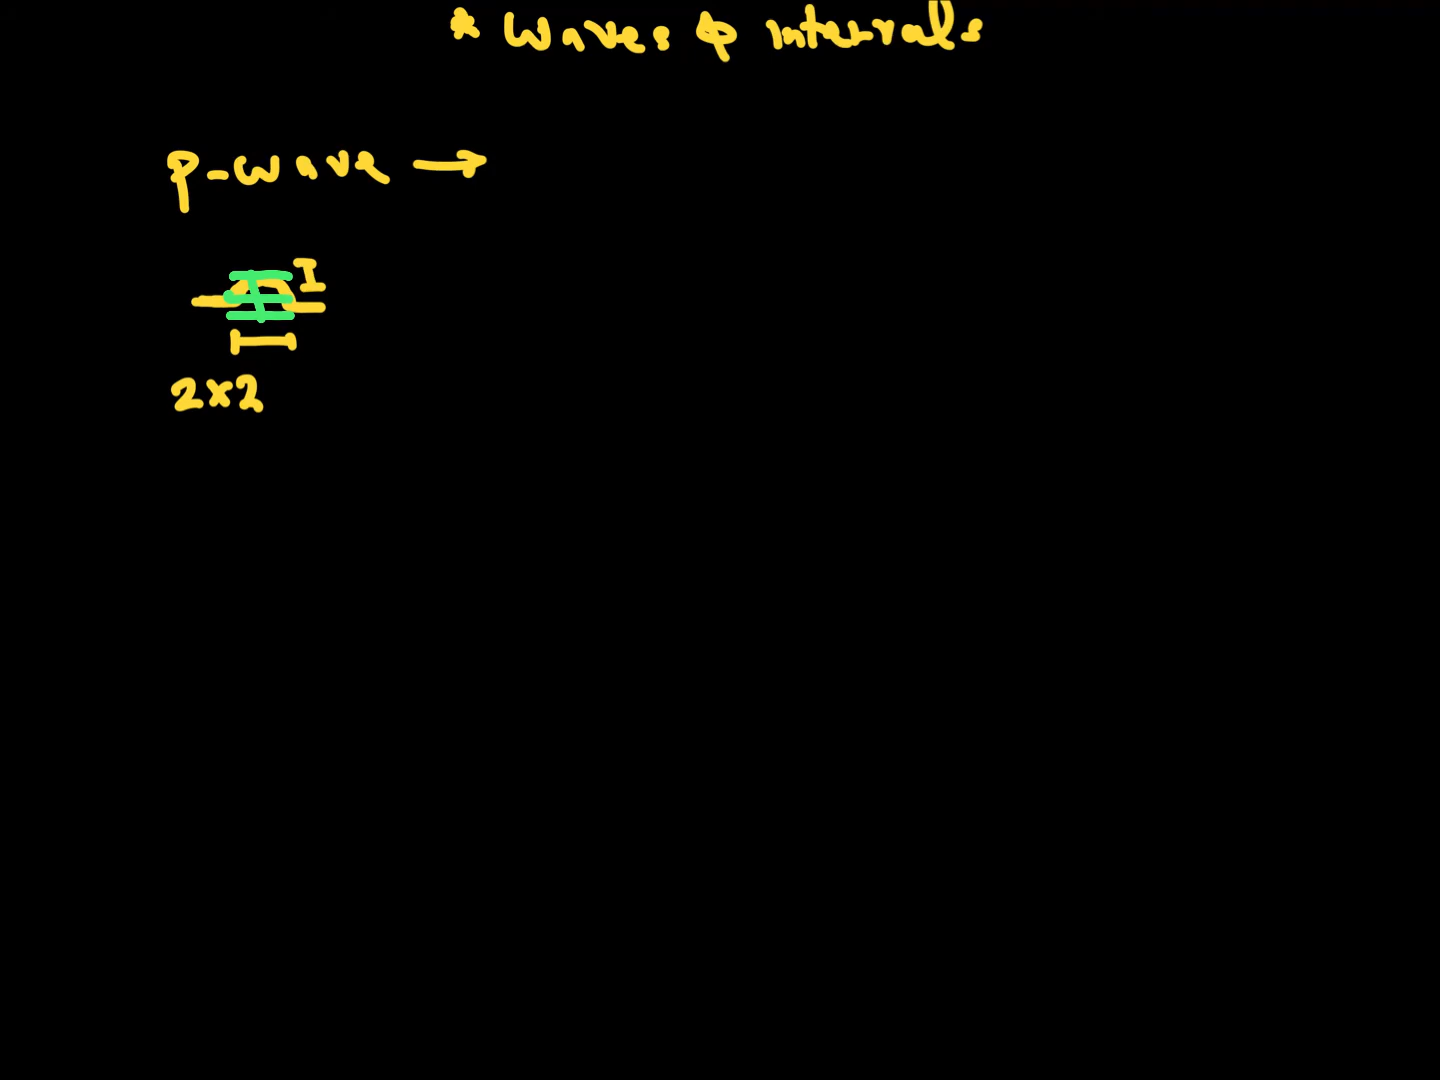 * Waves & intervals
P-wave →
2x2